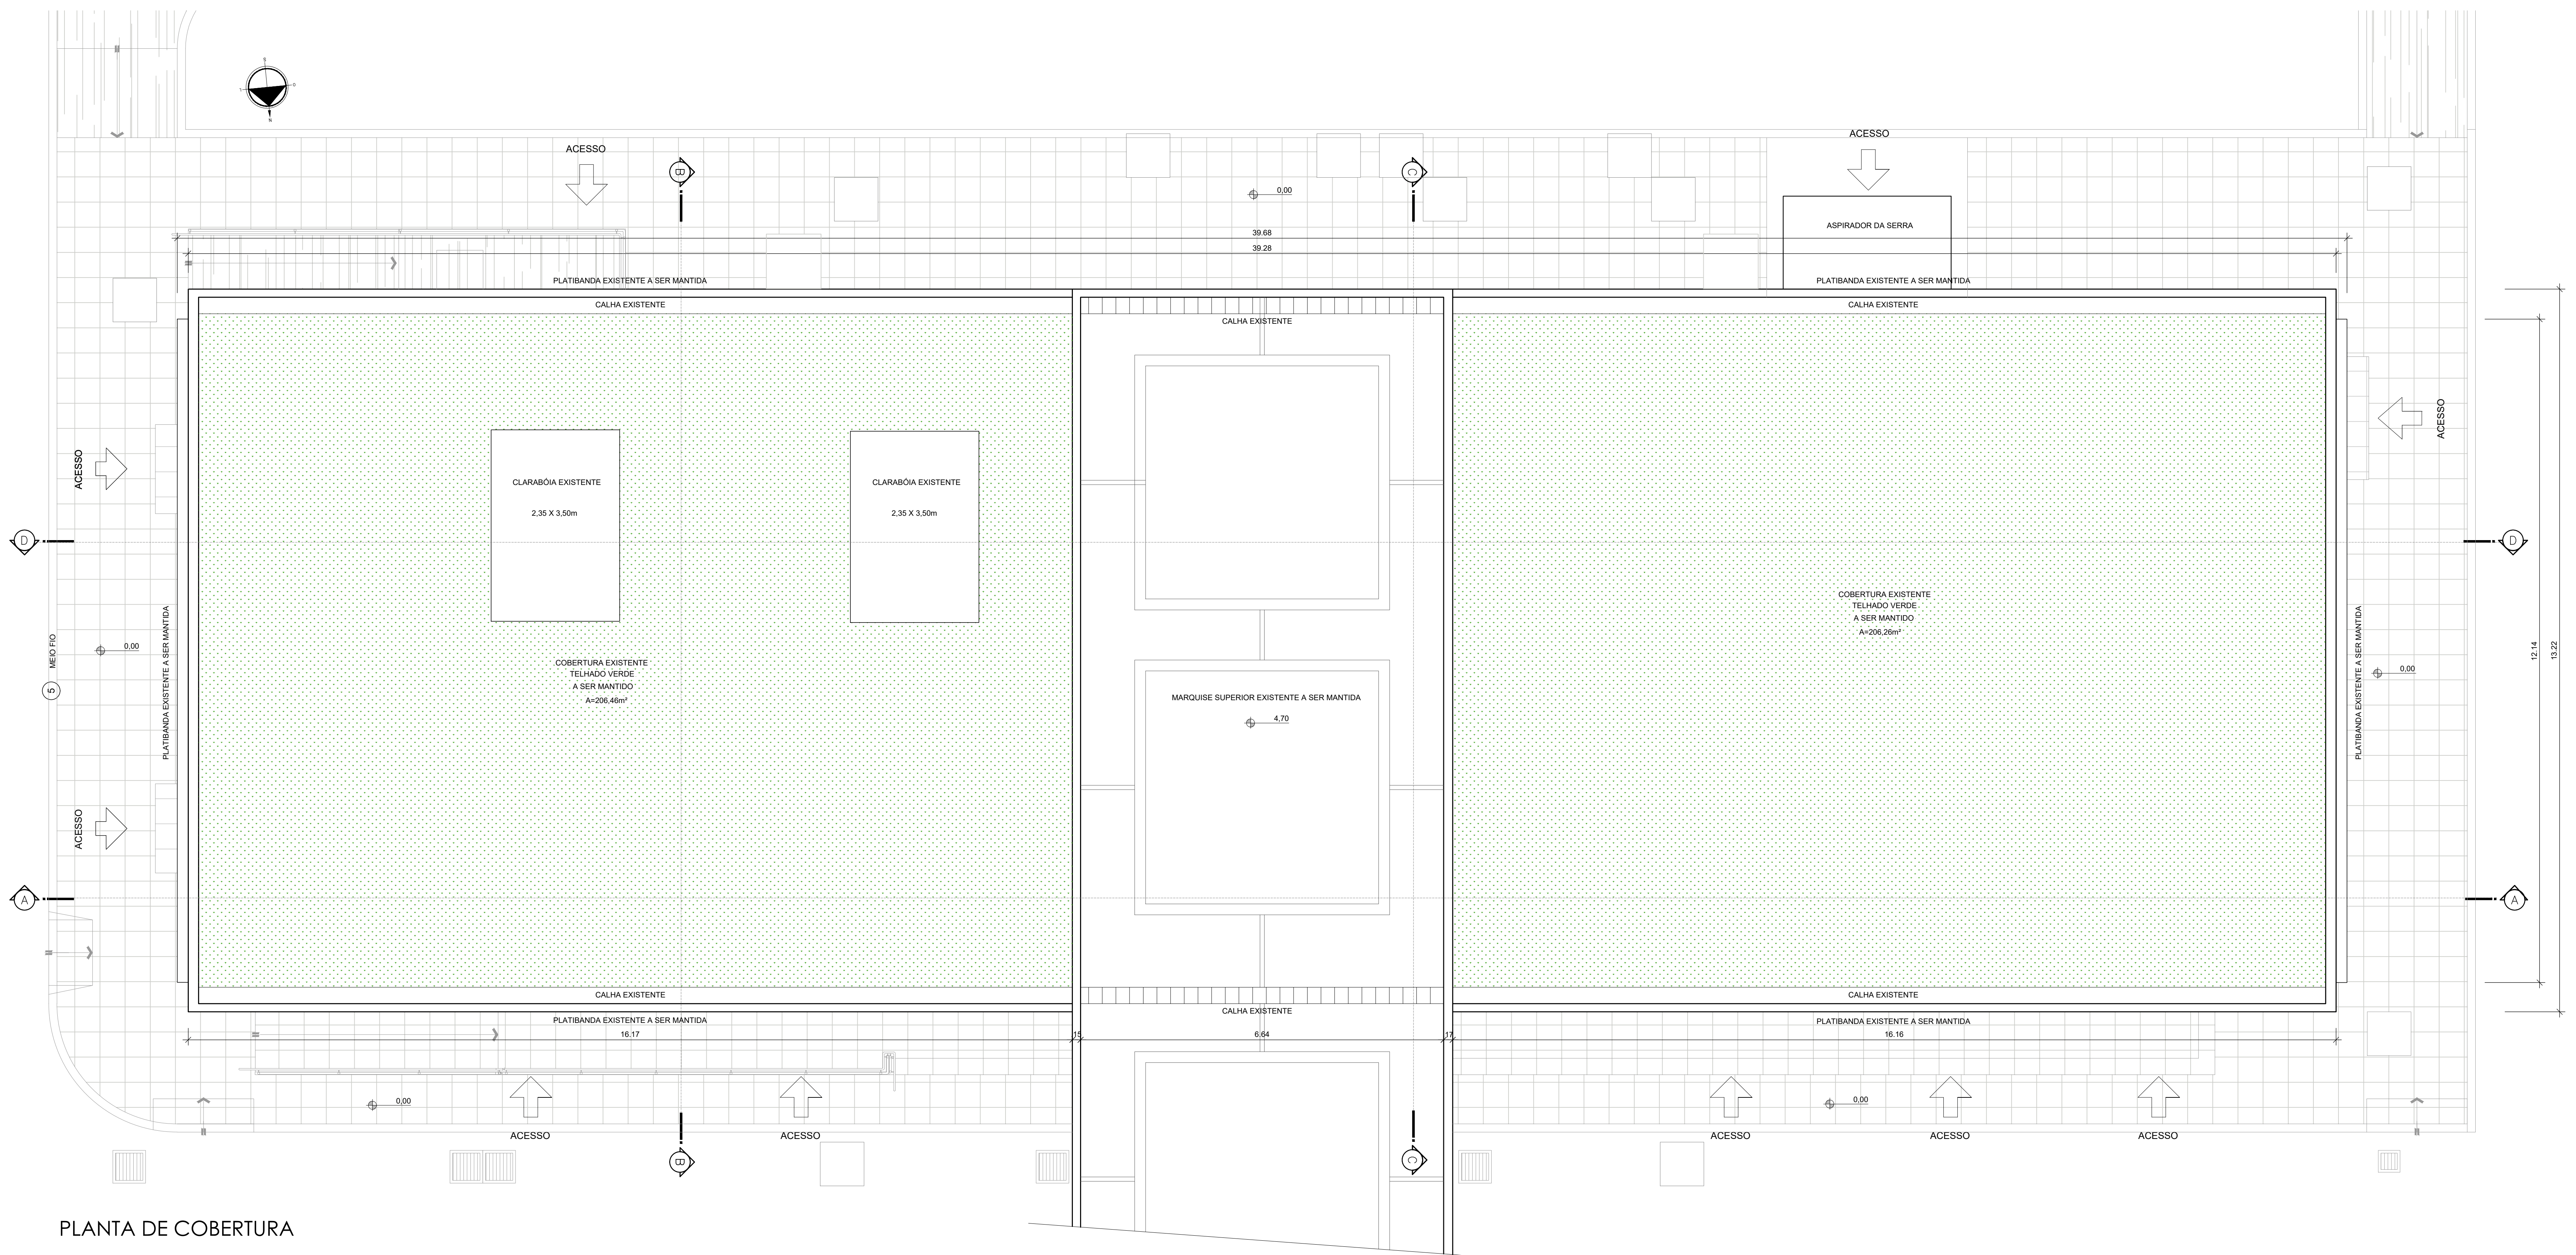 S
L
O
N
ACESSO
ACESSO
B
C
0,00
ASPIRADOR DA SERRA
39.68
39.28
PLATIBANDA EXISTENTE A SER MANTIDA
PLATIBANDA EXISTENTE A SER MANTIDA
CALHA EXISTENTE
CALHA EXISTENTE
CALHA EXISTENTE
ACESSO
ACESSO
CLARABÓIA EXISTENTE
2,35 X 3,50m
CLARABÓIA EXISTENTE
2,35 X 3,50m
D
D
COBERTURA EXISTENTE
TELHADO VERDE
A SER MANTIDO
A=206,26m²
MEIO FIO
5
0,00
PLATIBANDA EXISTENTE A SER MANTIDA
COBERTURA EXISTENTE
TELHADO VERDE
A SER MANTIDO
A=206.46m²
MARQUISE SUPERIOR EXISTENTE A SER MANTIDA
4,70
PLATIBANDA EXISTENTE A SER MANTIDA
0,00
12.14
13.22
ACESSO
A
A
CALHA EXISTENTE
CALHA EXISTENTE
CALHA EXISTENTE
PLATIBANDA EXISTENTE A SER MANTIDA
PLATIBANDA EXISTENTE A SER MANTIDA
16.17
15
6.64
17
16.16
0,00
0,00
ACESSO
ACESSO
ACESSO
ACESSO
ACESSO
B
C
PLANTA DE COBERTURA